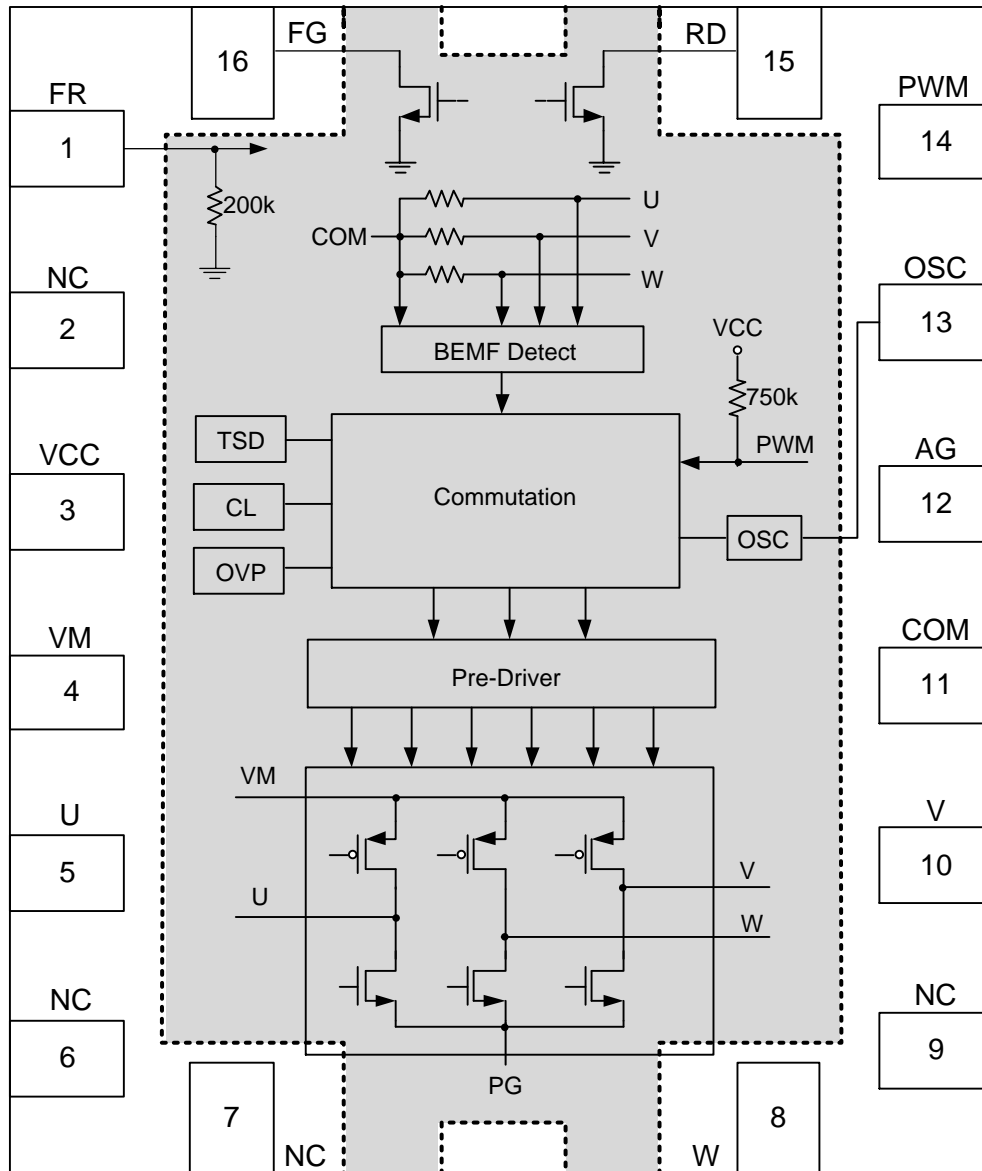 FG
RD
16
15
FR
PWM
1
14
200k
U
COM
V
W
NC
OSC
2
13
VCC
BEMF Detect
750k
TSD
VCC
PWM
AG
3
CL
Commutation
12
OSC
OVP
VM
COM
4
Pre-Driver
11
VM
U
V
5
10
U
V
W
NC
NC
6
9
PG
7
8
NC
W